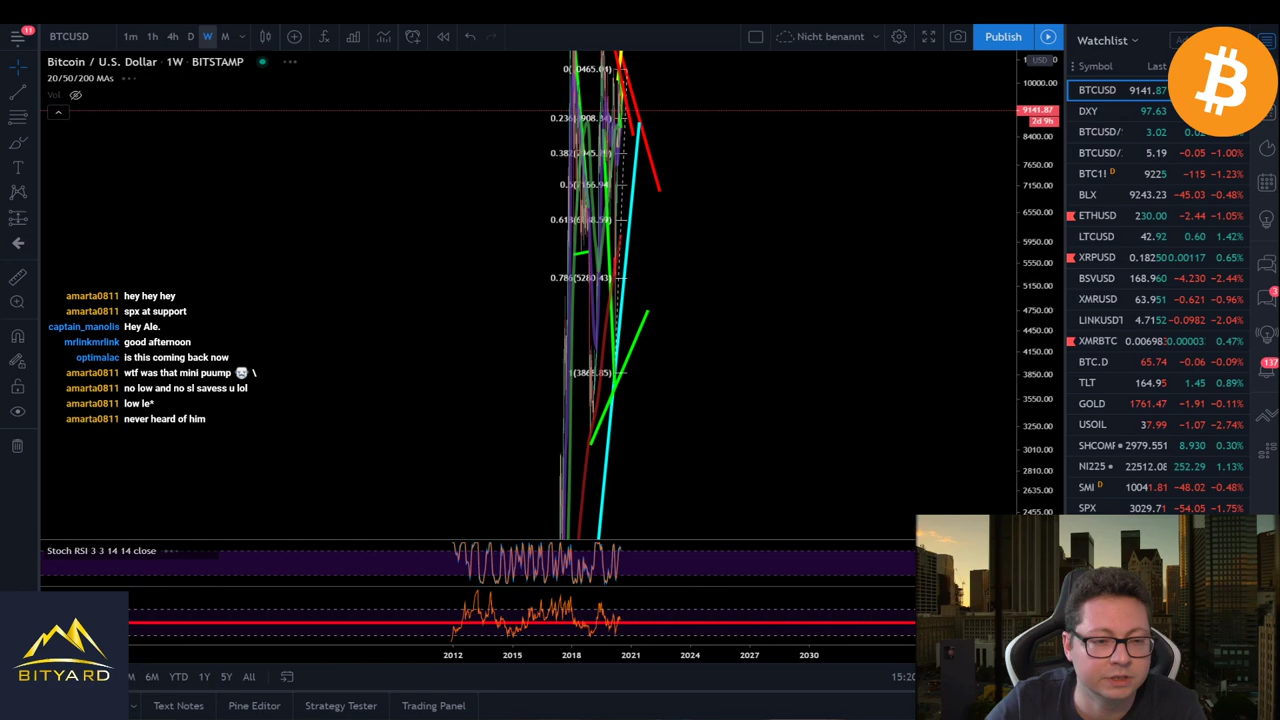 11
BTCUSD
1m 1h 4h D W M
Nicht benannt
Publish
Watchlist
Bitcoin / U.S. Dollar · 1W · BITSTAMP
20/50/200 MAs
Vol
USD
10000.00
9141.87
2d 9h
8400.00
7650.00
7150.00
6550.00
5950.00
5550.00
5150.00
4750.00
4450.00
4150.00
3850.00
3550.00
3250.00
3010.00
2810.00
2635.00
2455.00
Symbol Last
BTCUSD 9141.87
DXY 97.63
BTCUSD/ 3.02
BTCUSD/ 5.19 −0.05 −1.00%
BTC1! D 9225 −115 −1.23%
BLX 9243.23 −45.03 −0.48%
ETHUSD 230.00 −2.44 −1.05%
LTCUSD 42.92 0.60 1.42%
XRPUSD 0.18250 0.00117 0.65%
BSVUSD 168.960 −4.230 −2.44%
XMRUSD 63.951 −0.621 −0.96%
LINKUSDT 4.7152 −0.0982 −2.04%
XMRBTC 0.006983 0.00003 0.47%
BTC.D 65.74 −0.06 −0.09%
TLT 164.95 1.45 0.89%
GOLD 1761.47 −1.91 −0.11%
USOIL 37.99 −1.07 −2.74%
SHCOMP 2979.551 8.930 0.30%
NI225 22512.08 252.29 1.13%
SMI D 10041.81 −48.02 −0.48%
SPX 3029.71 −54.05 −1.75%
137
amarta0811 hey hey hey
amarta0811 spx at support
captain_manolis Hey Ale.
mrlinkmrlink good afternoon
optimalac is this coming back now
amarta0811 wtf was that mini puump 😭 \
amarta0811 no low and no sl savess u lol
amarta0811 low le*
amarta0811 never heard of him
Stoch RSI 3 3 14 14 close
2012 2015 2018 2021 2024 2027 2030
BITYARD
M 6M YTD 1Y 5Y All
15:20
Text Notes Pine Editor Strategy Tester Trading Panel